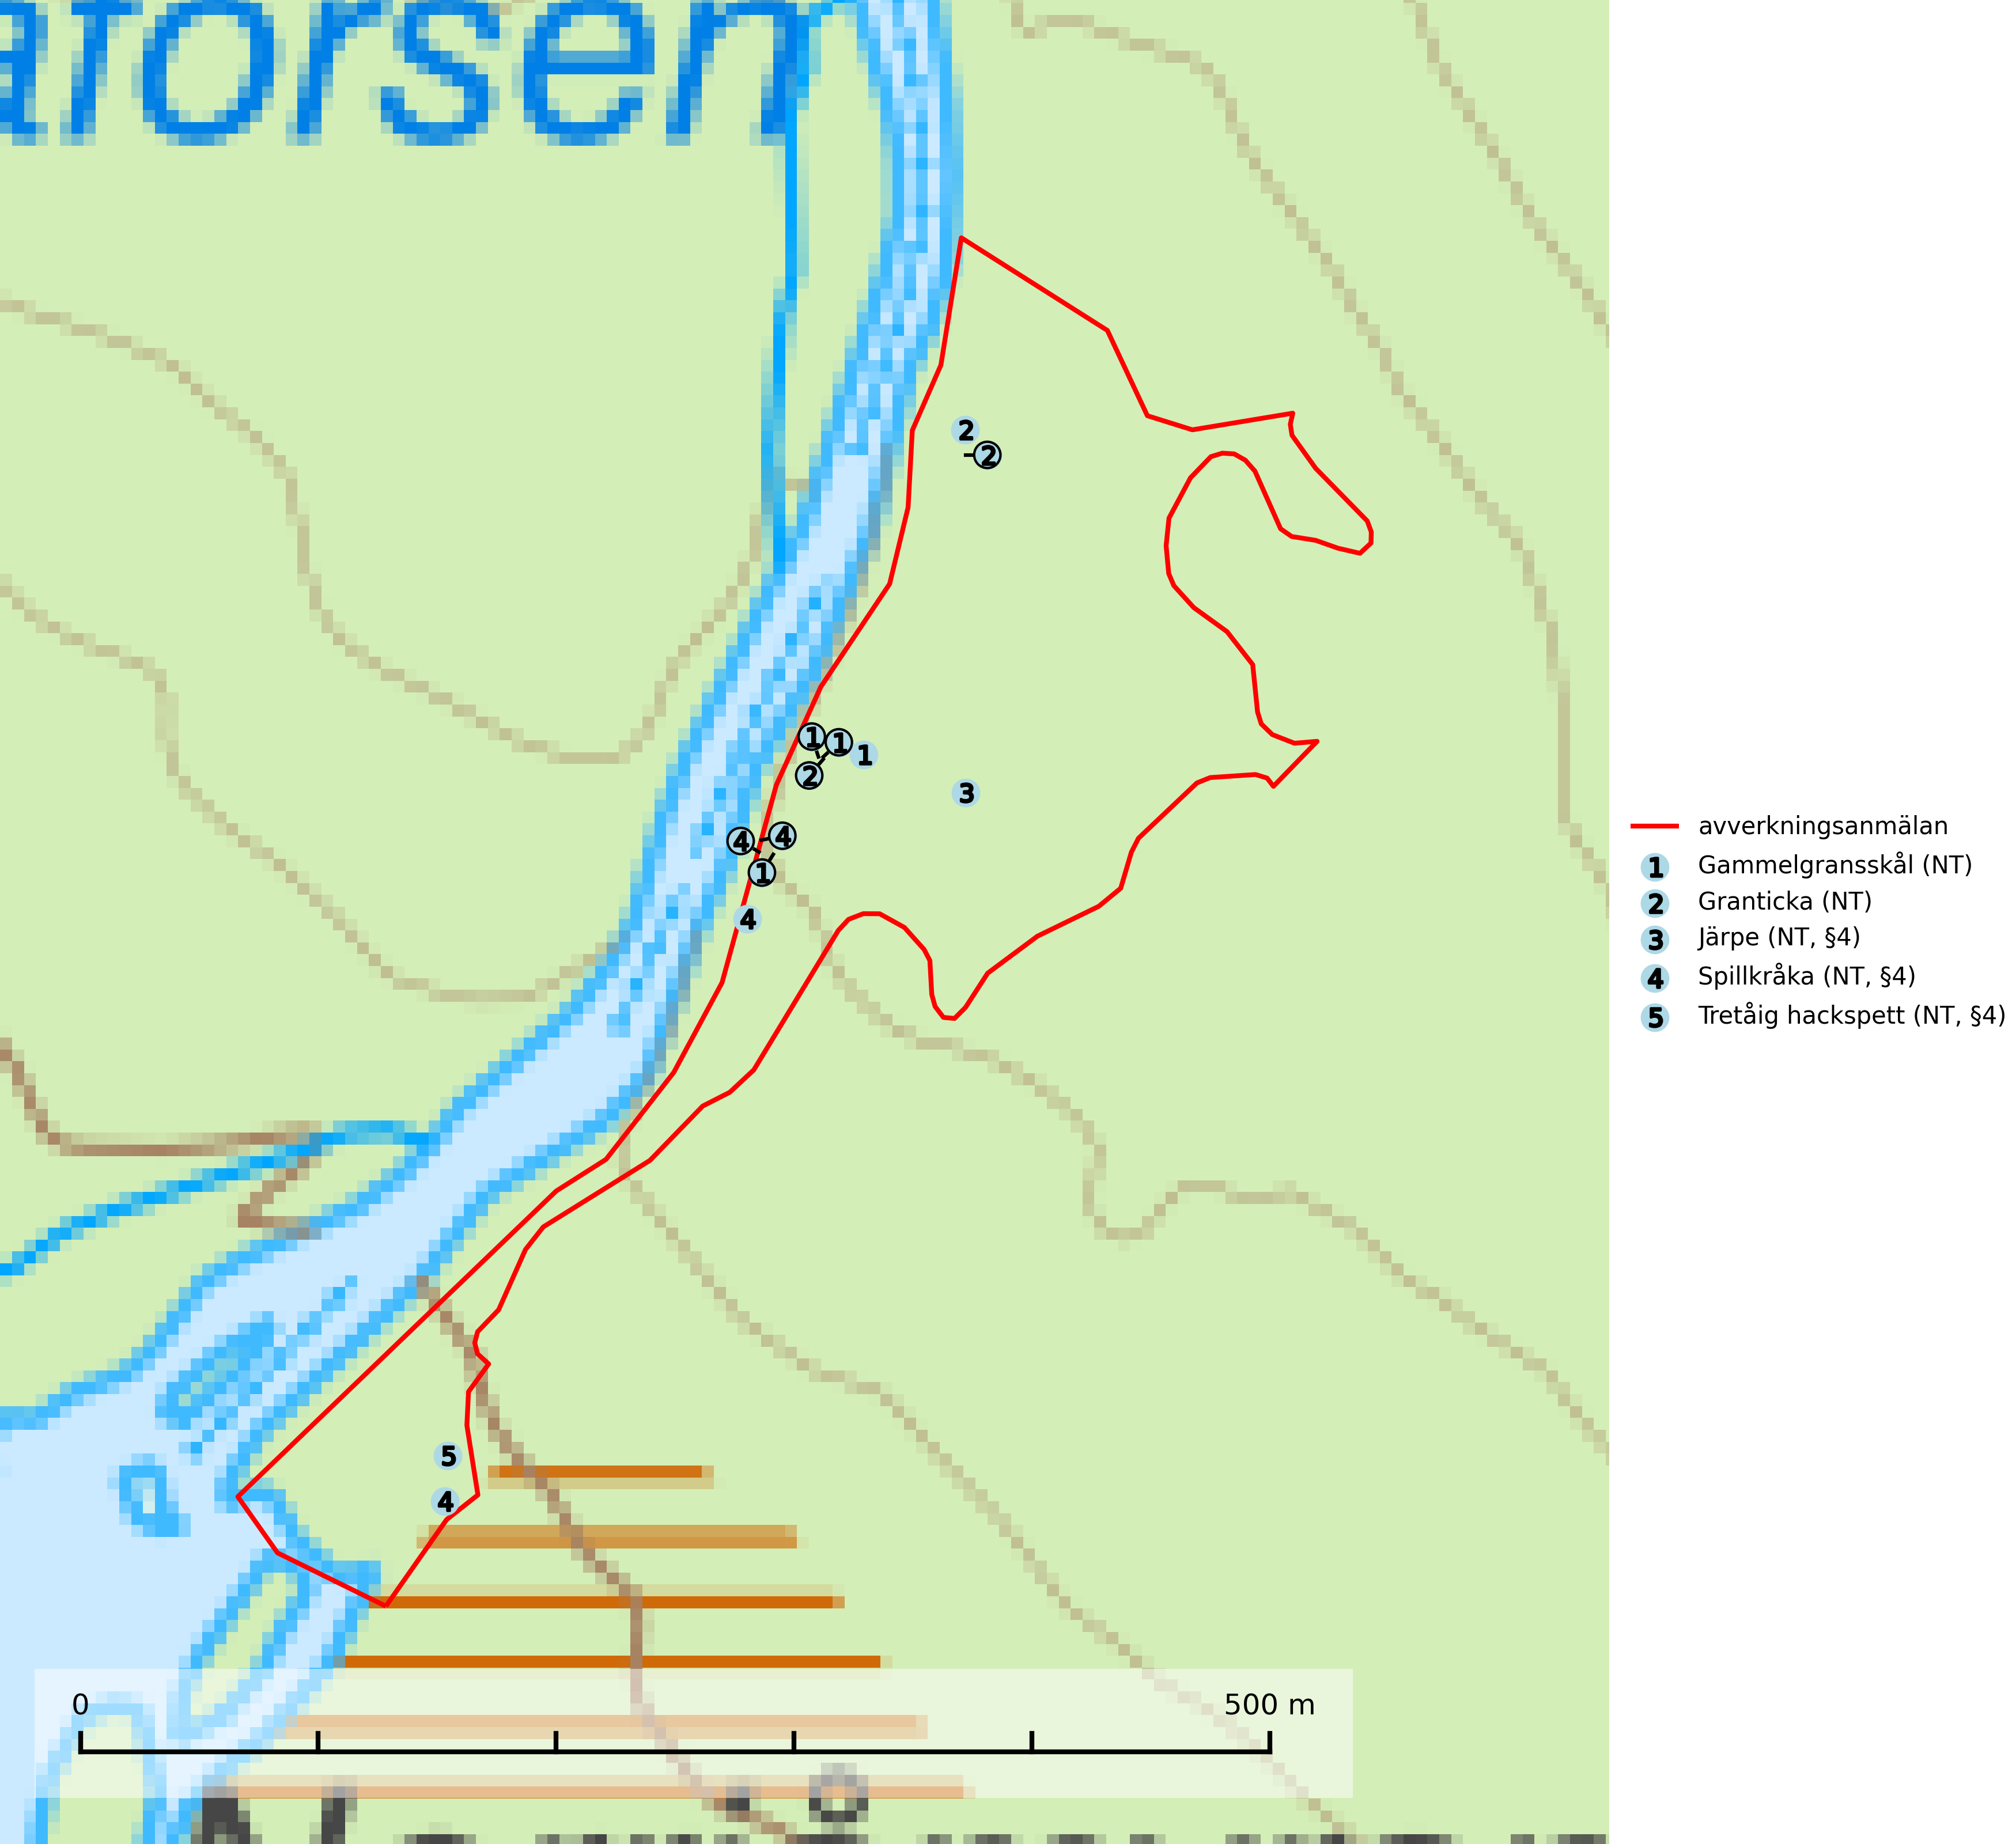 2
2
1
1
1
2
3
4
4
1
4
5
4
avverkningsanmälan
1 Gammelgransskål (NT)
2 Granticka (NT)
3 Järpe (NT, §4)
4 Spillkråka (NT, §4)
5 Tretåig hackspett (NT, §4)
0 500 m